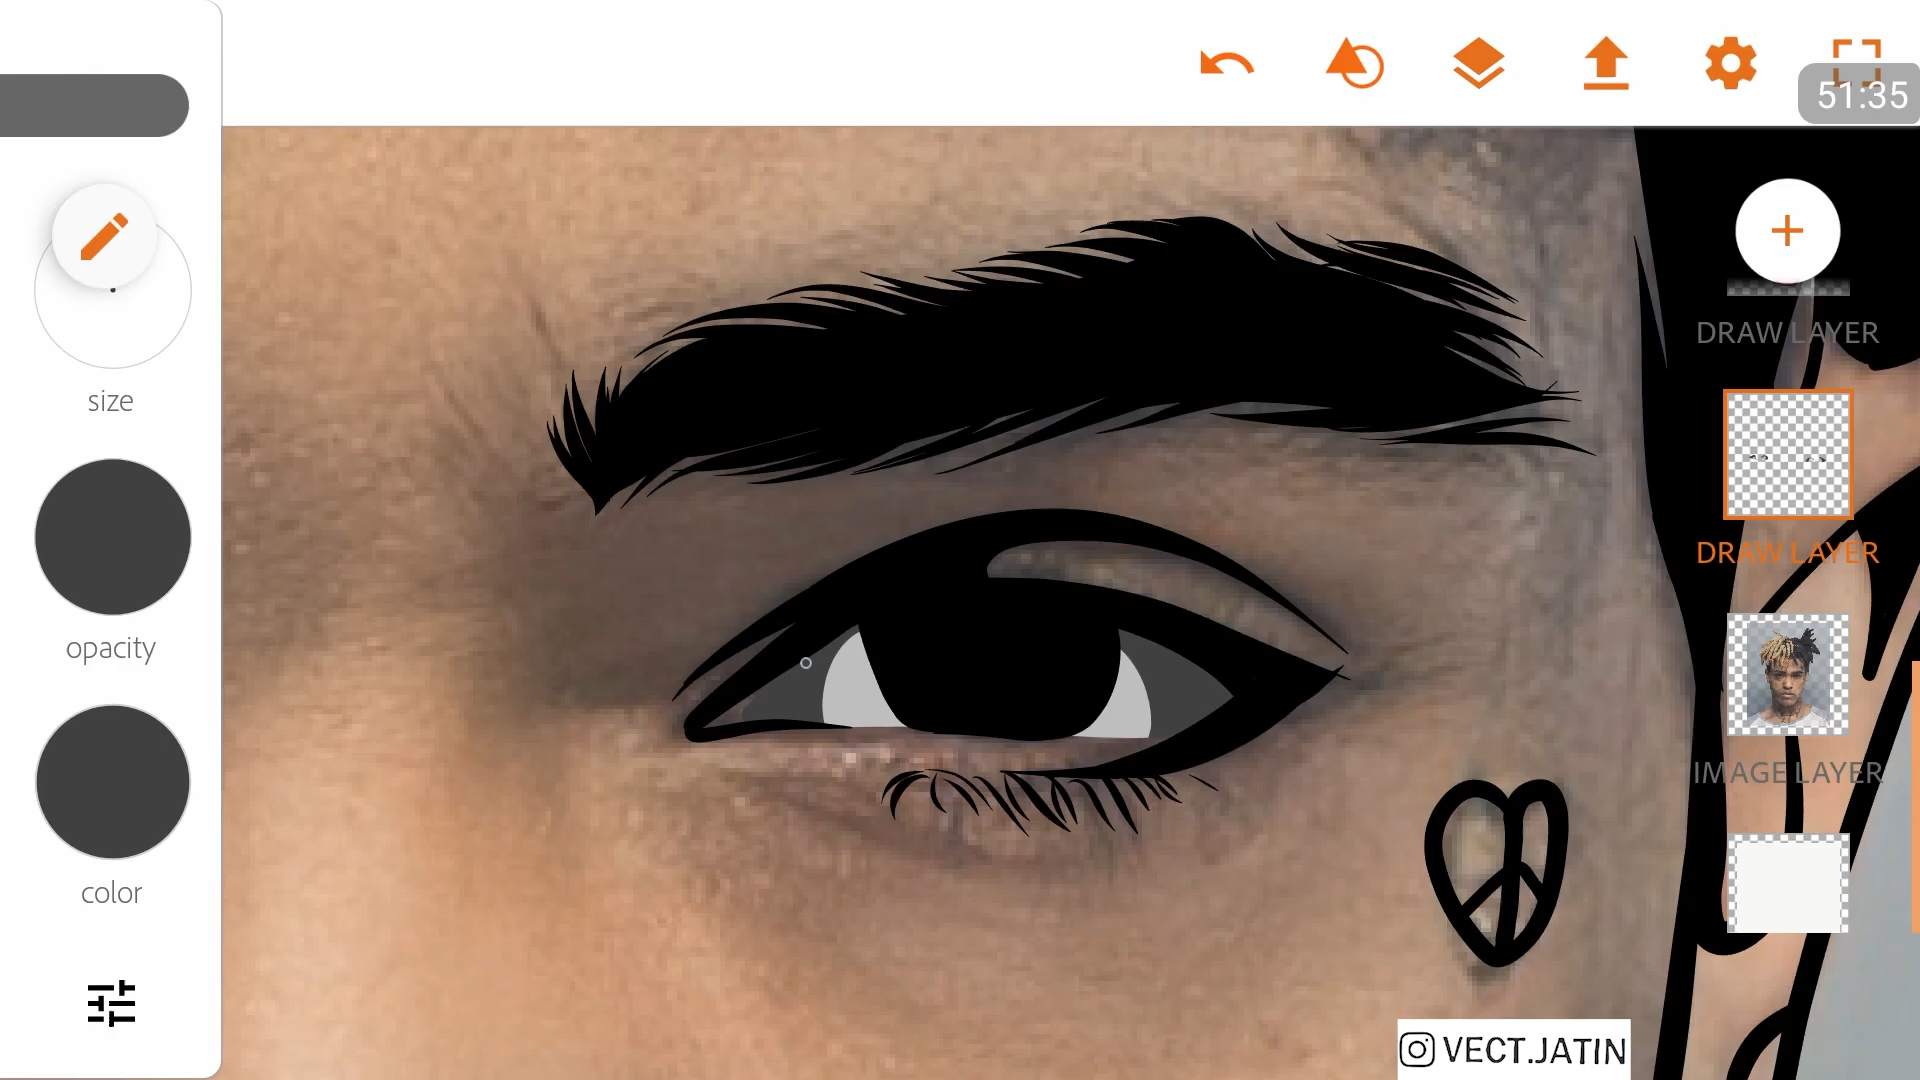 51:35
size
opacity
color
DRAW LAYER
DRAW LAYER
IMAGE LAYER
VECT.JATIN